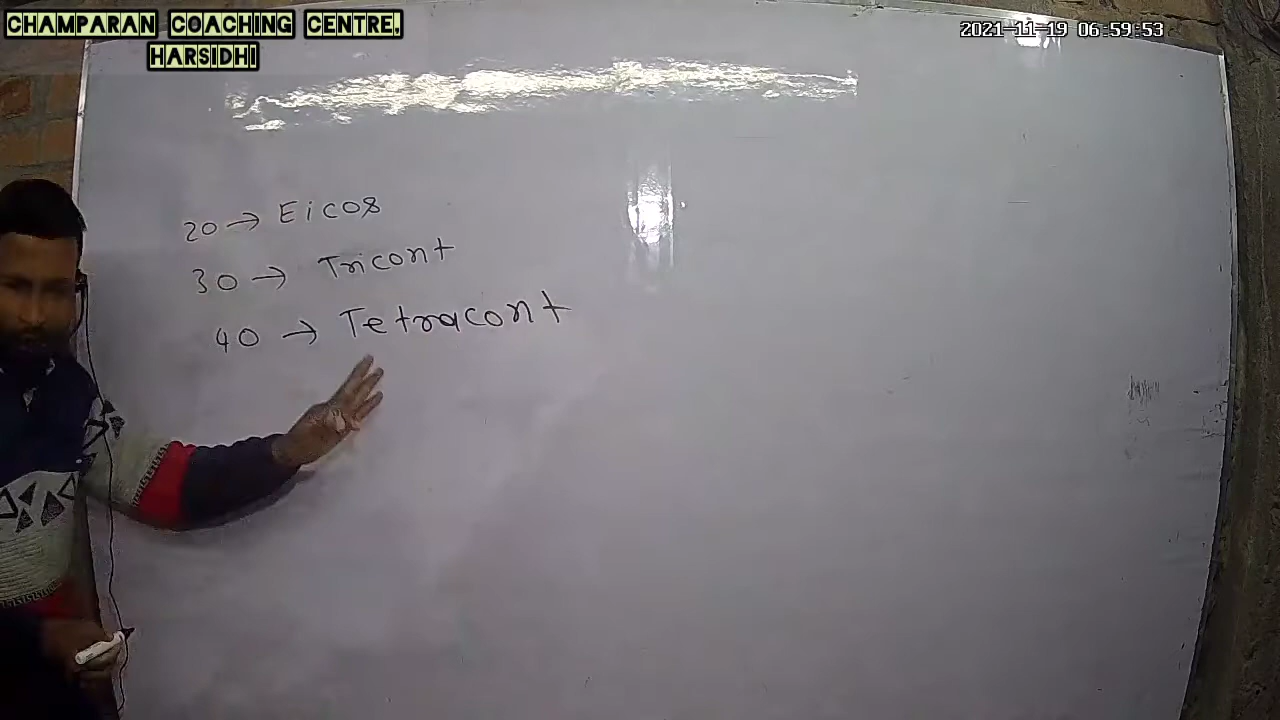 CHAMPARAN COACHING CENTRE,
HARSIDHI
2021-11-19 06:59:53
20 → Eicos
30 → Tricont
40 → Tetracont